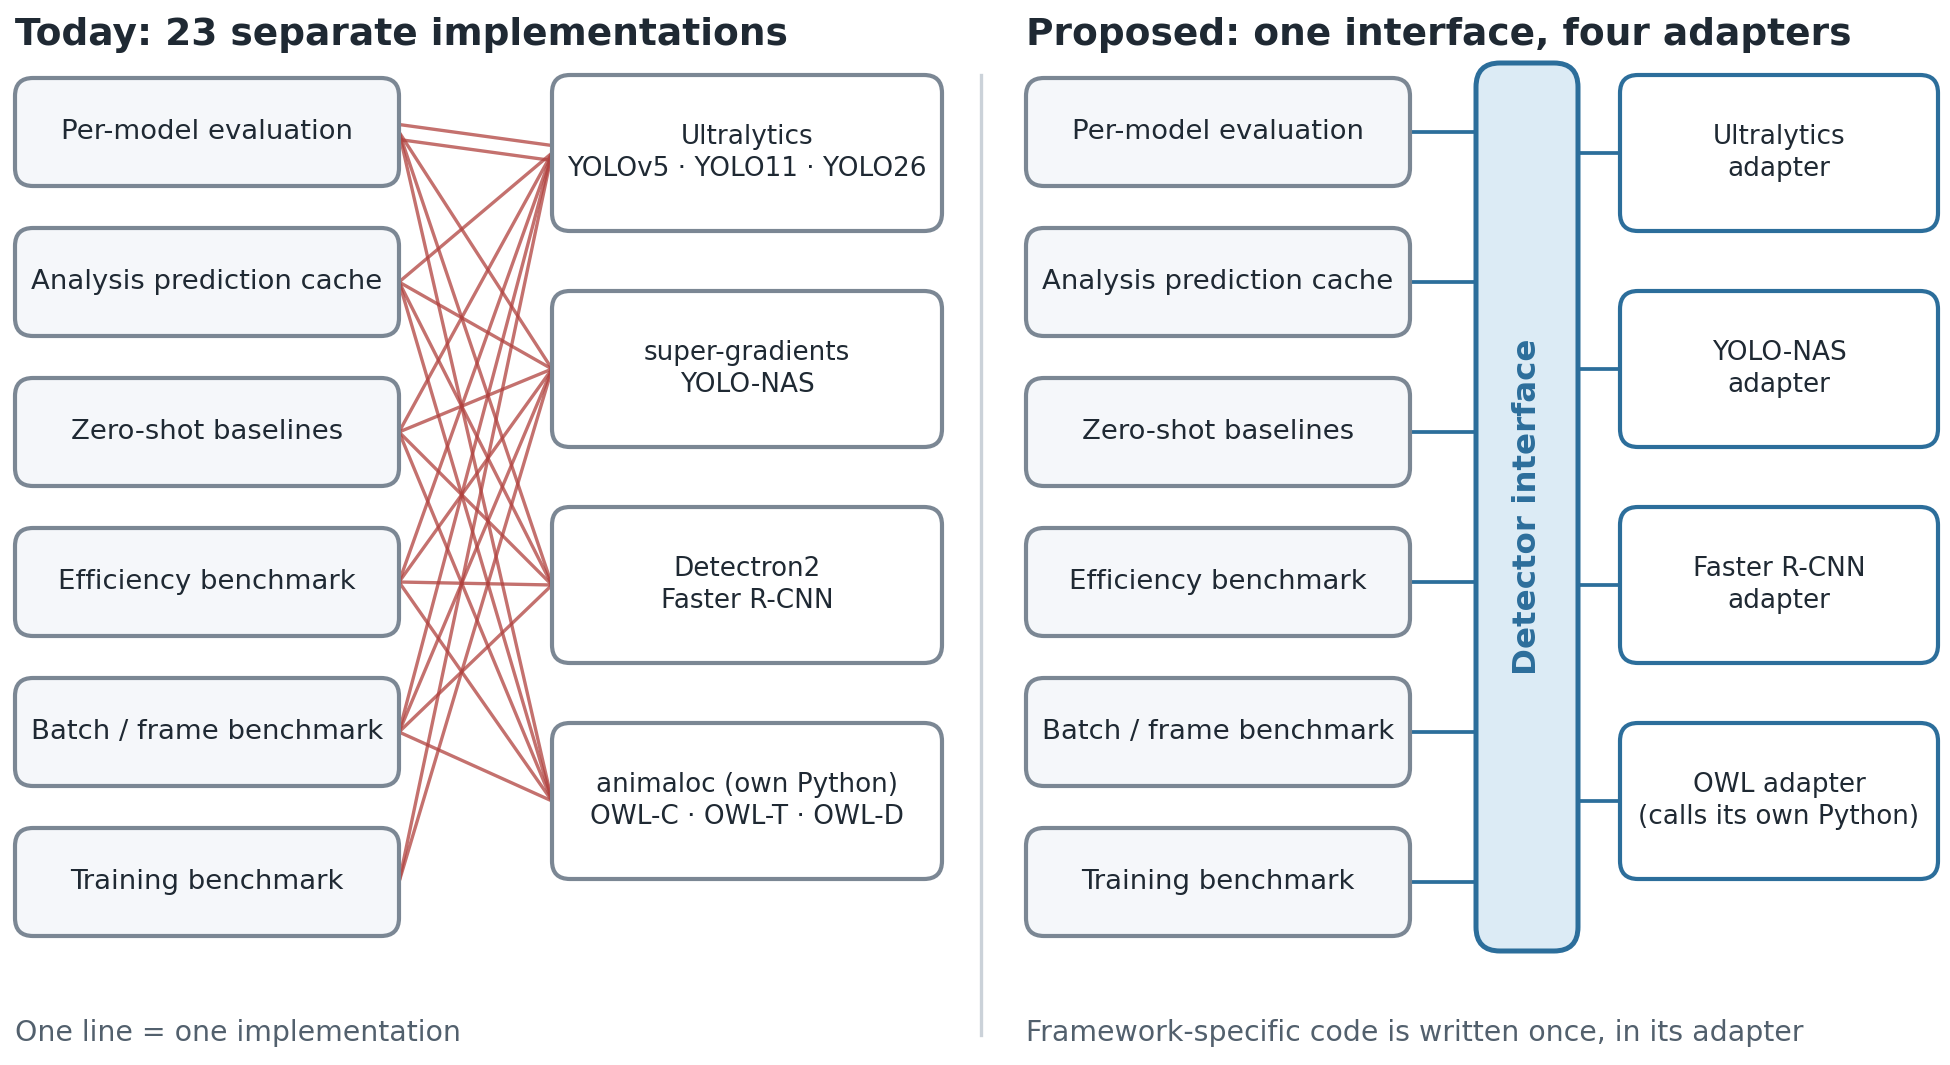 Today: 23 separate implementations
Per-model evaluation
Analysis prediction cache
Zero-shot baselines
Efficiency benchmark
Batch / frame benchmark
Training benchmark
Ultralytics
YOLOv5 · YOLO11 · YOLO26
super-gradients
YOLO-NAS
Detectron2
Faster R-CNN
animaloc (own Python)
OWL-C · OWL-T · OWL-D
One line = one implementation
Proposed: one interface, four adapters
Per-model evaluation
Analysis prediction cache
Zero-shot baselines
Efficiency benchmark
Batch / frame benchmark
Training benchmark
Detector interface
Ultralytics
adapter
YOLO-NAS
adapter
Faster R-CNN
adapter
OWL adapter
(calls its own Python)
Framework-specific code is written once, in its adapter